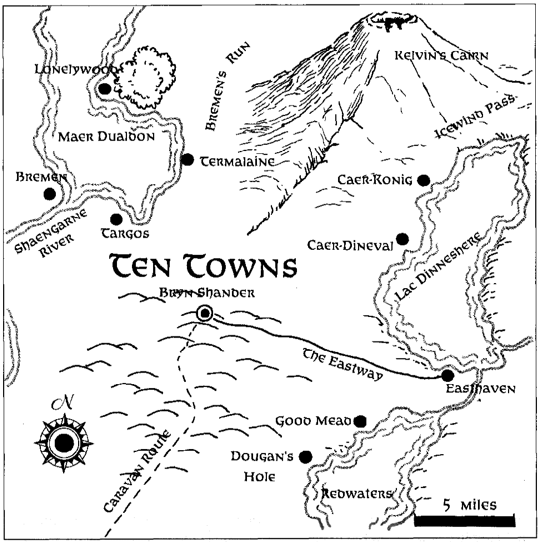 Kelvin's Cairn
Lonelywood
Bremen's Run
Icewind Pass
Maer Dualdon
Termalaine
Bremen
Caer-Konig
Targos
Shaengarne
River
Caer-Dineval
Lac Dinneshere
Ten Towns
Bryn Shander
The Eastway
Easthaven
N
Good Mead
Dougan's
Hole
Caravan Route
Redwaters
5 Miles